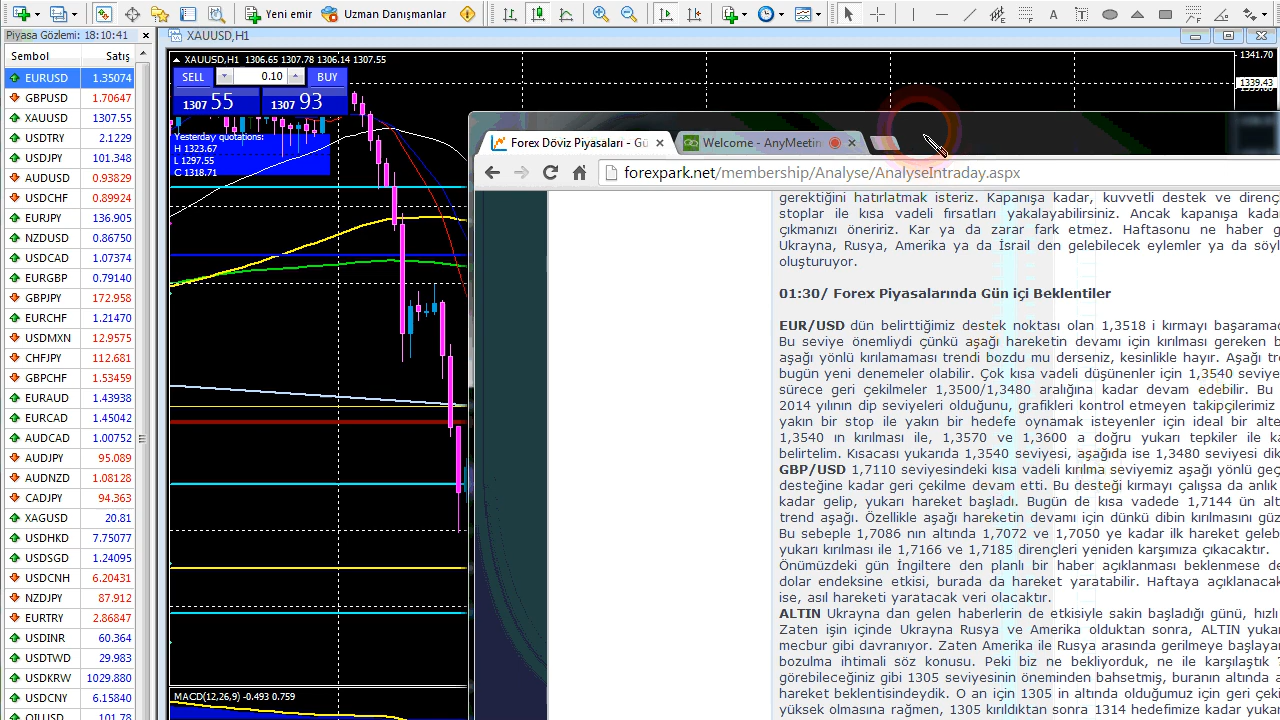 Yeni emir
Uzman Danışmanlar
Piyasa Gözlemi: 18:10:41
Sembol Satış
EURUSD 1.35074
GBPUSD 1.70647
XAUUSD 1307.55
USDTRY 2.1229
USDJPY 101.348
AUDUSD 0.93829
USDCHF 0.89924
EURJPY 136.905
NZDUSD 0.86750
USDCAD 1.07374
EURGBP 0.79140
GBPJPY 172.958
EURCHF 1.21470
USDMXN 12.9575
CHFJPY 112.681
GBPCHF 1.53459
EURAUD 1.43938
EURCAD 1.45042
AUDCAD 1.00752
AUDJPY 95.089
AUDNZD 1.08128
CADJPY 94.363
XAGUSD 20.81
USDHKD 7.75077
USDSGD 1.24095
USDCNH 6.20431
NZDJPY 87.912
EURTRY 2.86847
USDINR 60.364
USDTWD 29.983
USDKRW 1029.880
USDCNY 6.15840
101.78
XAUUSD,H1
XAUUSD,H1 1306.65 1307.78 1306.14 1307.55
SELL 0.10 BUY
1307 55 1307 93
Yesterday quotations:
H 1323.67
L 1297.55
C 1318.71
1341.70
1339.43
MACD(12,26,9) -0.493 0.759
Forex Döviz Piyasaları - Gü
Welcome - AnyMeetin
forexpark.net/membership/Analyse/AnalyseIntraday.aspx
gerektiğini hatırlatmak isteriz. Kapanışa kadar, kuvvetli destek ve direnç
stoplar ile kısa vadeli fırsatları yakalayabilirsiniz. Ancak kapanışa kada
çıkmanızı öneririz. Kar ya da zarar fark etmez. Haftasonu ne haber g
Ukrayna, Rusya, Amerika ya da İsrail den gelebilecek eylemler ya da söyl
oluşturuyor.
01:30/ Forex Piyasalarında Gün içi Beklentiler
EUR/USD dün belirttiğimiz destek noktası olan 1,3518 i kırmayı başarama
Bu seviye önemliydi çünkü aşağı hareketin devamı için kırılması gereken b
aşağı yönlü kırılamaması trendi bozdu mu derseniz, kesinlikle hayır. Aşağı tre
bugün yeni denemeler olabilir. Çok kısa vadeli düşünenler için 1,3540 seviye
sürece geri çekilmeler 1,3500/1,3480 aralığına kadar devam edebilir. Bu
2014 yılının dip seviyeleri olduğunu, grafikleri kontrol etmeyen takipçilerimiz
yakın bir stop ile yakın bir hedefe oynamak isteyenler için ideal bir alte
1,3540 ın kırılması ile, 1,3570 ve 1,3600 a doğru yukarı tepkiler ile ka
belirtelim. Kısacası yukarıda 1,3540 seviyesi, aşağıda ise 1,3480 seviyesi dik
GBP/USD 1,7110 seviyesindeki kısa vadeli kırılma seviyemiz aşağı yönlü geç
desteğine kadar geri çekilme devam etti. Bu desteği kırmaya çalışsa da anlık
kadar gelip, yukarı hareket başladı. Bugün de kısa vadede 1,7144 ün alt
trend aşağı. Özellikle aşağı hareketin devamı için dünkü dibin kırılmasını güz
Bu sebeple 1,7086 nın altında 1,7072 ve 1,7050 ye kadar ilk hareket geleb
yukarı kırılması ile 1,7166 ve 1,7185 dirençleri yeniden karşımıza çıkacaktır.
Önümüzdeki gün İngiltere den planlı bir haber açıklanması beklenmese de
dolar endeksine etkisi, burada da hareket yaratabilir. Haftaya açıklanacak
ise, asıl hareketi yaratacak veri olacaktır.
ALTIN Ukrayna dan gelen haberlerin de etkisiyle sakin başladığı günü, hızlı
Zaten işin içinde Ukrayna Rusya ve Amerika olduktan sonra, ALTIN yuka
mecbur gibi davranıyor. Zaten Amerika ile Rusya arasında gerilmeye başlayan
bozulma ihtimali söz konusu. Peki biz ne bekliyorduk, ne ile karşılaştık
görebileceğiniz gibi 1305 seviyesinin öneminden bahsetmiş, buranın altında a
hareket beklentisindeydik. O an için 1305 in altında olduğumuz için geri çek
yüksek olmasına rağmen, 1305 kırıldıktan sonra 1314 hedefimize kadar yuka